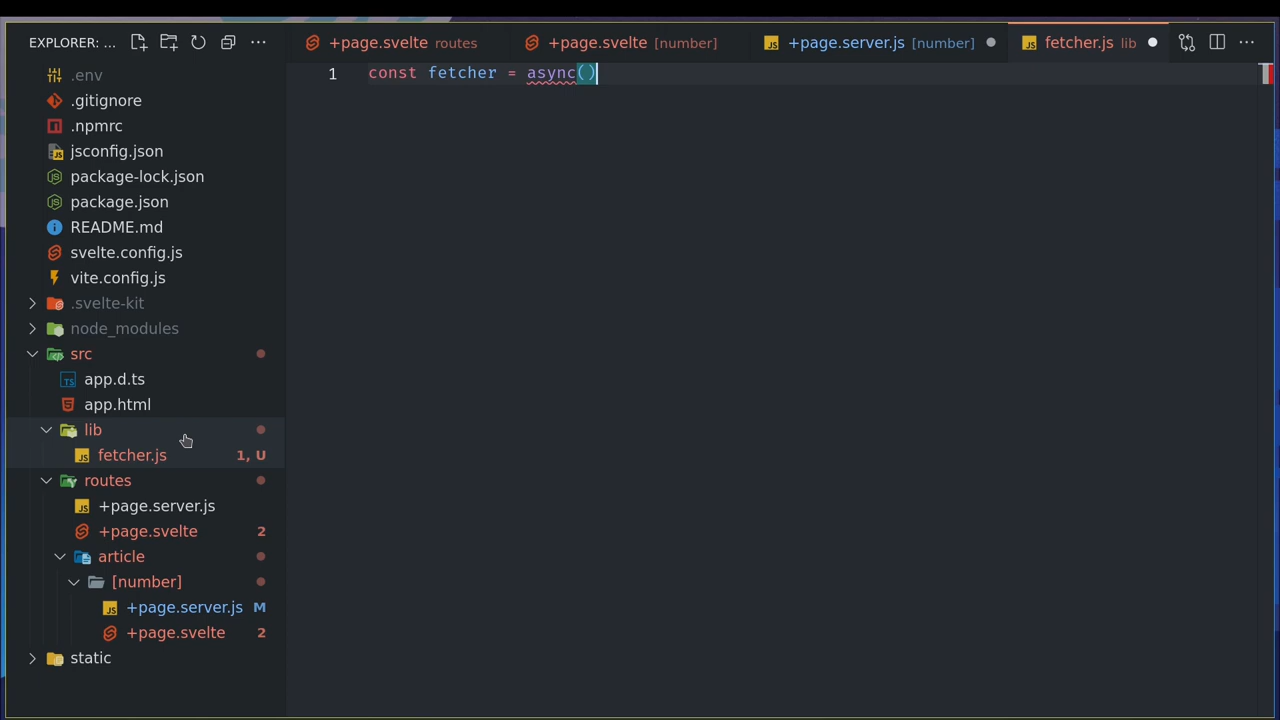 EXPLORER: ...
+page.svelte routes
+page.svelte [number]
+page.server.js [number]
fetcher.js lib
1 const fetcher = async()
.env
.gitignore
.npmrc
jsconfig.json
package-lock.json
package.json
README.md
svelte.config.js
vite.config.js
.svelte-kit
node_modules
src
app.d.ts
app.html
lib
fetcher.js 1, U
routes
+page.server.js
+page.svelte 2
article
[number]
+page.server.js M
+page.svelte 2
static